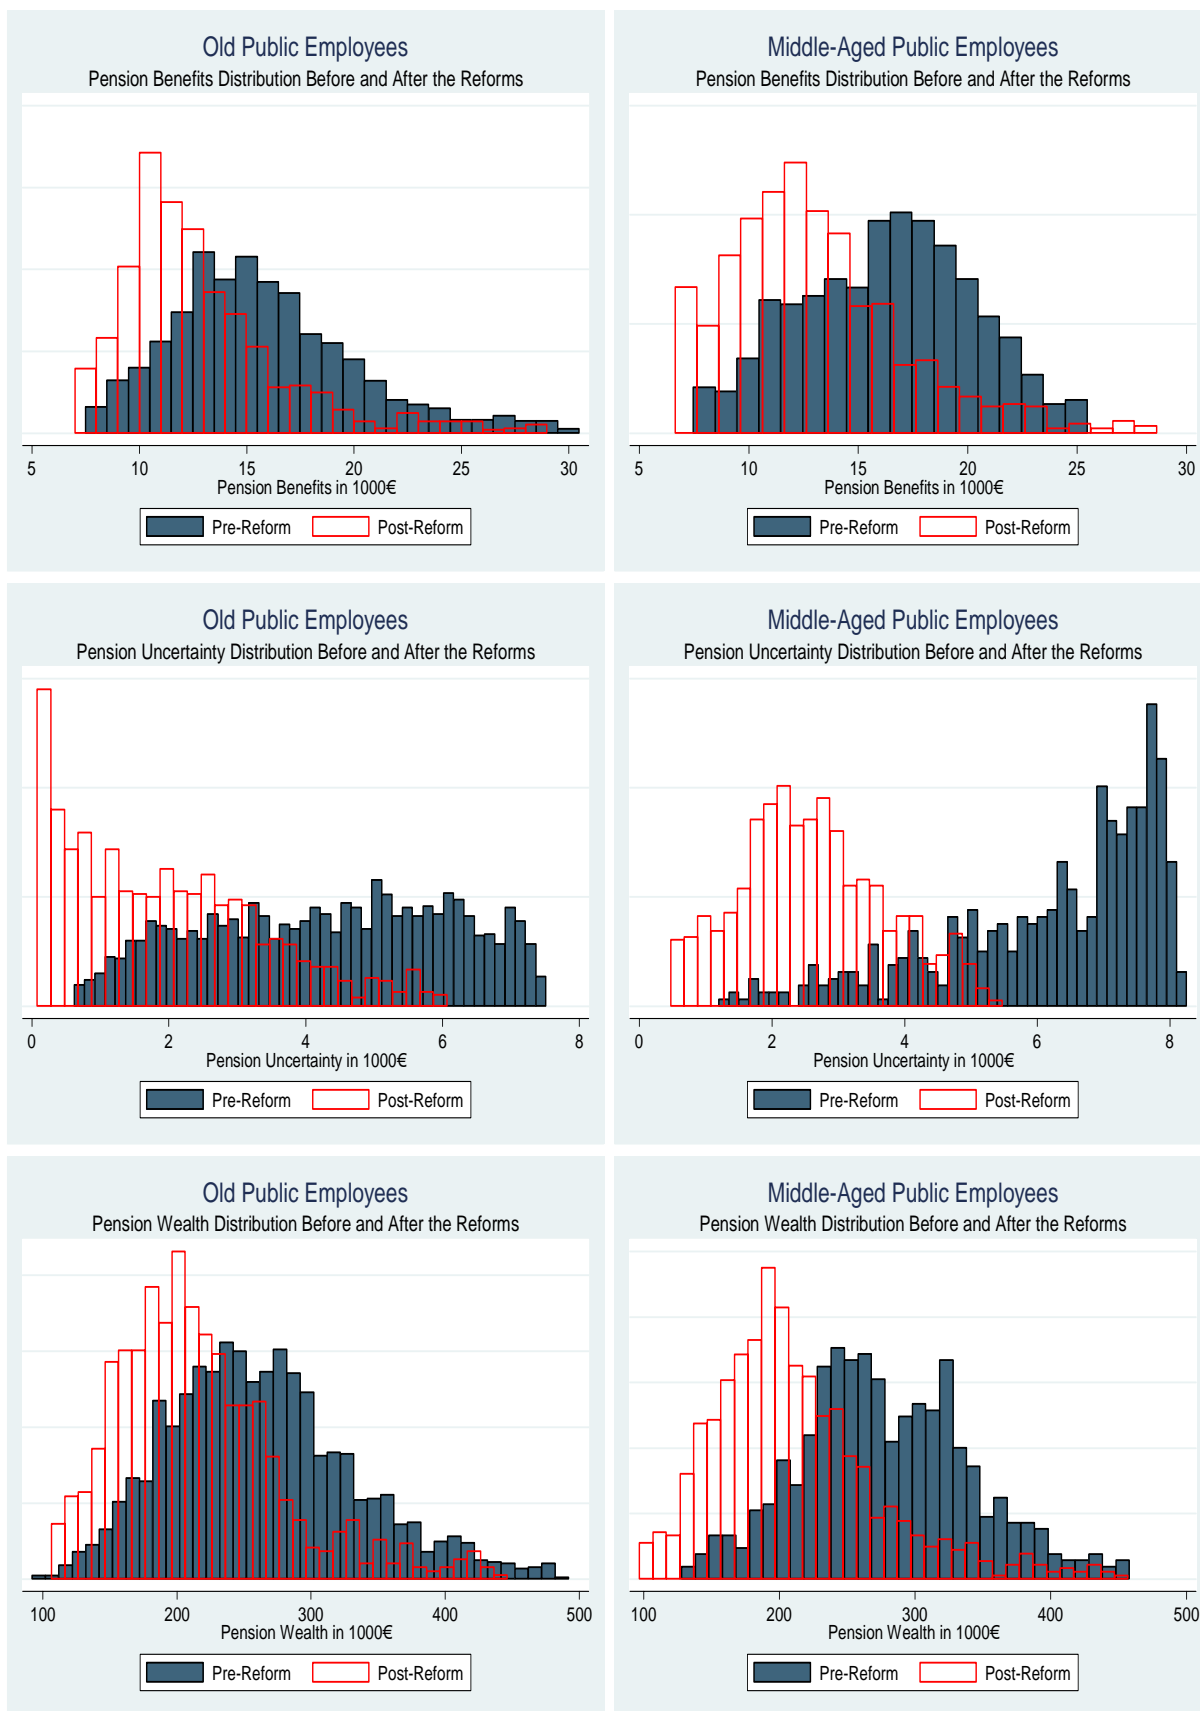 Old Public Employees
Pension Benefits Distribution Before and After the Reforms
5 10 15 20 25 30
Pension Benefits in 1000€
Pre-Reform Post-Reform
Middle-Aged Public Employees
Pension Benefits Distribution Before and After the Reforms
5 10 15 20 25 30
Pension Benefits in 1000€
Pre-Reform Post-Reform
Old Public Employees
Pension Uncertainty Distribution Before and After the Reforms
0 2 4 6 8
Pension Uncertainty in 1000€
Pre-Reform Post-Reform
Middle-Aged Public Employees
Pension Uncertainty Distribution Before and After the Reforms
0 2 4 6 8
Pension Uncertainty in 1000€
Pre-Reform Post-Reform
Old Public Employees
Pension Wealth Distribution Before and After the Reforms
100 200 300 400 500
Pension Wealth in 1000€
Pre-Reform Post-Reform
Middle-Aged Public Employees
Pension Wealth Distribution Before and After the Reforms
100 200 300 400 500
Pension Wealth in 1000€
Pre-Reform Post-Reform